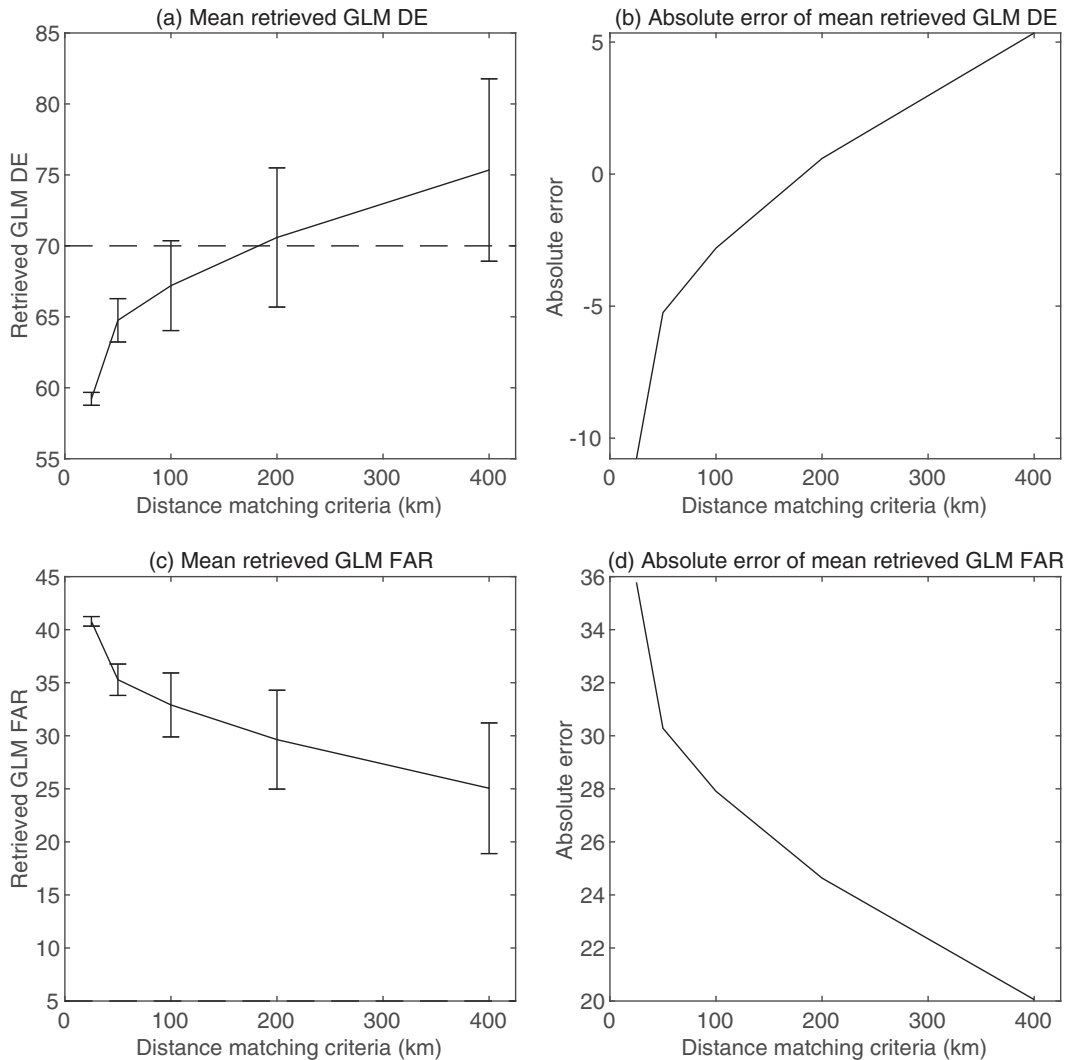 (a) Mean retrieved GLM DE
85
80
75
70
65
60
55
Retrieved GLM DE
0 100 200 300 400
Distance matching criteria (km)
(b) Absolute error of mean retrieved GLM DE
5
0
-5
-10
Absolute error
0 100 200 300 400
Distance matching criteria (km)
(c) Mean retrieved GLM FAR
45
40
35
30
25
20
15
10
5
Retrieved GLM FAR
0 100 200 300 400
Distance matching criteria (km)
(d) Absolute error of mean retrieved GLM FAR
36
34
32
30
28
26
24
22
20
Absolute error
0 100 200 300 400
Distance matching criteria (km)